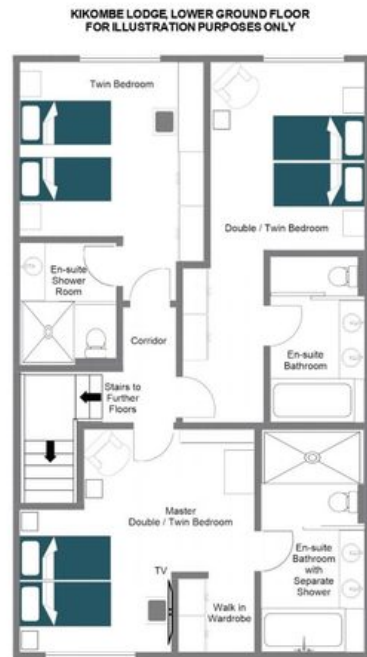 KIKOMBE LODGE, LOWER GROUND FLOOR
FOR ILLUSTRATION PURPOSES ONLY
Twin Bedroom
Double / Twin Bedroom
En-suite
Shower
Room
Corridor
En-suite
Bathroom
Stairs to
Further
Floors
Master
Double / Twin Bedroom
TV
En-suite
Bathroom
with
Separate
Shower
Walk in
Wardrobe